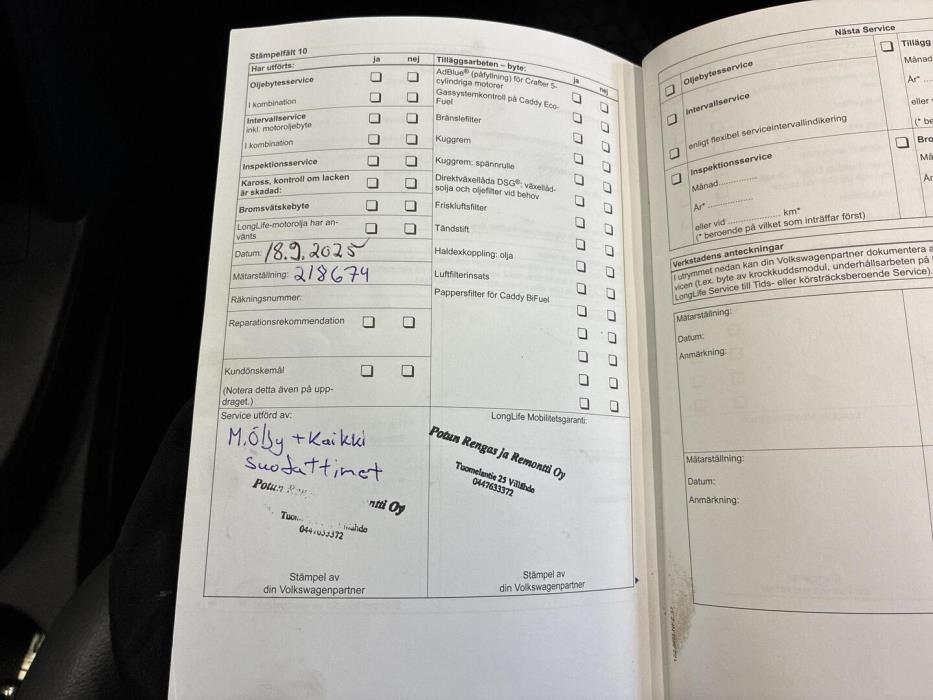 Stämpelfält 10
Har utförts: ja nej
Oljebytesservice
I kombination
Intervallservice
inkl. motoroljebyte
I kombination
Inspektionsservice
Kaross, kontroll om lacken
är skadad:
Bromsvätskebyte
LongLife-motorolja har an-
vänts
Datum: 18.9.2025
Mätarställning: 218674
Räkningsnummer:
Reparationsrekommendation
Kundönskemål
(Notera detta även på upp-
draget.)
Service utförd av:
M.Öljy + Kaikki
suodattimet
Potun
ntti Oy
Stämpel av
din Volkswagenpartner
Tilläggsarbeten – byte: ja nej
AdBlue® (påfyllning) för Crafter 5-
cylindriga motorer
Gassystemkontroll på Caddy Eco-
Fuel
Bränslefilter
Kuggrem
Kuggrem: spännrulle
Direktväxellåda DSG®: växellåd-
solja och oljefilter vid behov
Friskluftsfilter
Tändstift
Haldexkoppling: olja
Luftfilterinsats
Pappersfilter för Caddy BiFuel
LongLife Mobilitetsgaranti:
Potun Rengas ja Remontti Oy
Tuomelantie 25 Villähde
0447633372
Stämpel av
din Volkswagenpartner
Nästa Service
Oljebytesservice
Intervallservice
enligt flexibel serviceintervallindikering
Inspektionsservice
Månad..............
År* ..............
eller vid .............. km*
(* beroende på vilket som inträffar först)
Tillägg
Månad
År* ....
eller
(* be
Bro
Må
År
Verkstadens anteckningar
I utrymmet nedan kan din Volkswagenpartner dokumentera a
vicen (t.ex. byte av krockkuddsmodul, underhållsarbeten på
LongLife Service till Tids- eller körsträcksberoende Service).
Mätarställning:
Datum:
Anmärkning:
Mätarställning:
Datum:
Anmärkning: